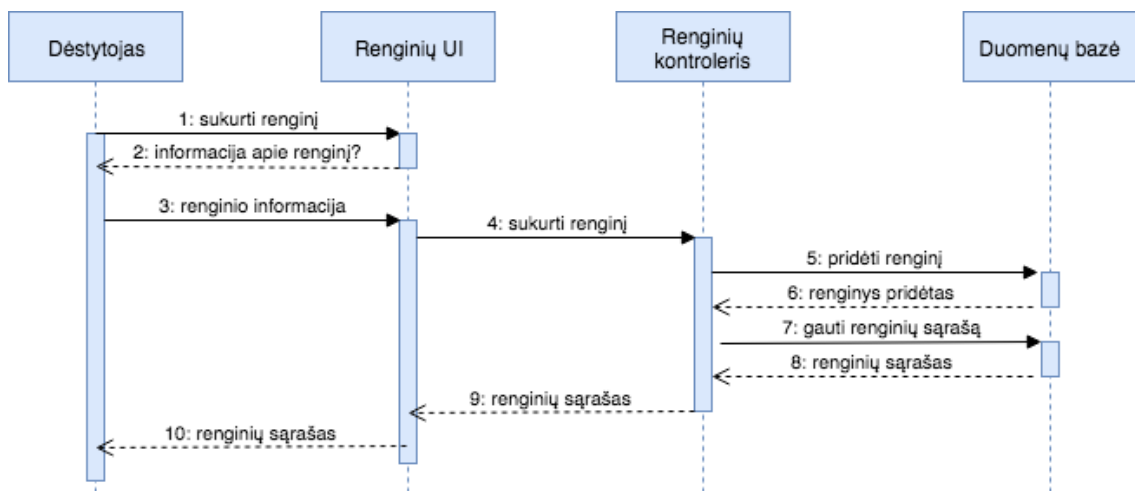 Dėstytojas
Renginių UI
Renginių
kontroleris
Duomenų bazė
1: sukurti renginį
2: informacija apie renginį?
3: renginio informacija
4: sukurti renginį
5: pridėti renginį
6: renginys pridėtas
7: gauti renginių sąrašą
8: renginių sąrašas
9: renginių sąrašas
10: renginių sąrašas